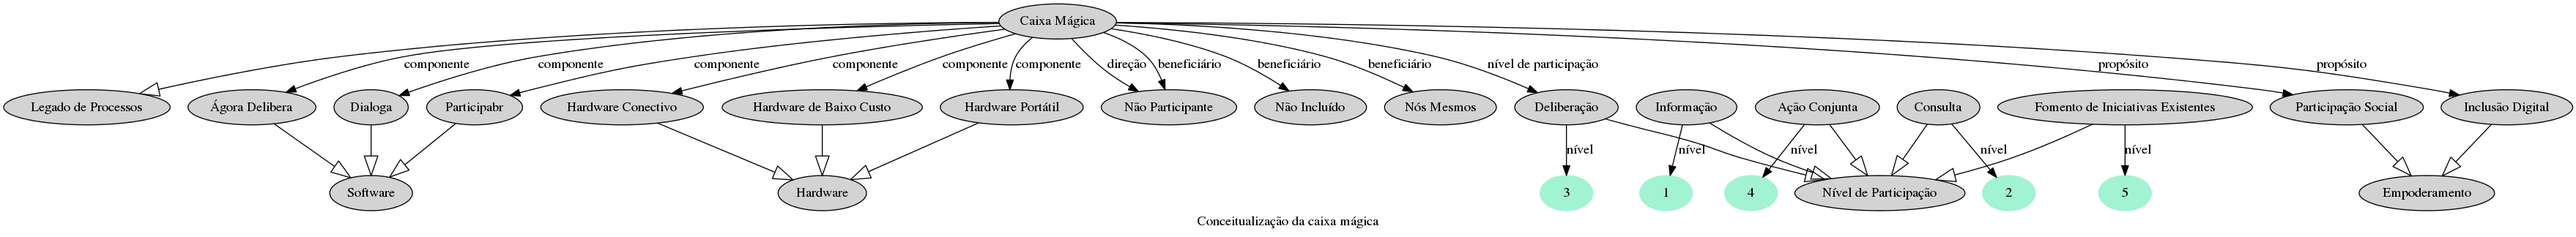 Caixa Mágica
componente
componente
componente
componente
componente
componente
direção
beneficiário
beneficiário
beneficiário
nível de participação
propósito
propósito
Legado de Processos
Ágora Delibera
Dialoga
Participabr
Hardware Conectivo
Hardware de Baixo Custo
Hardware Portátil
Não Participante
Não Incluído
Nós Mesmos
Deliberação
Informação
Ação Conjunta
Consulta
Fomento de Iniciativas Existentes
Participação Social
Inclusão Digital
nível
nível
nível
nível
nível
Software
Hardware
3
1
4
Nível de Participação
2
5
Empoderamento
Conceitualização da caixa mágica